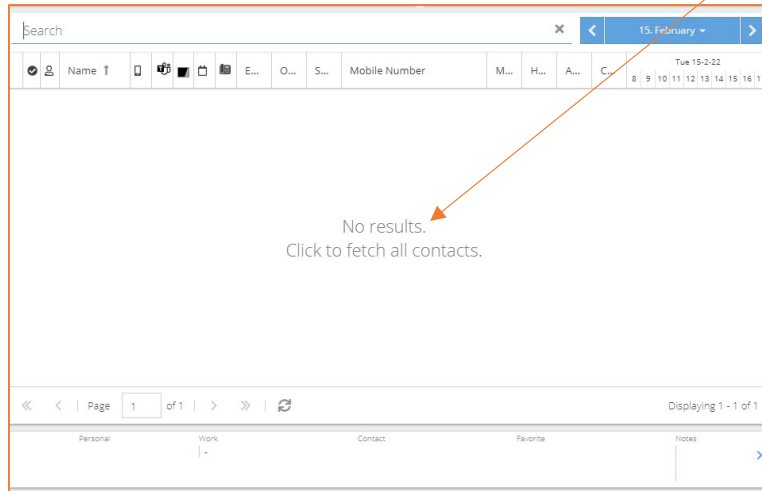 Search
15. February
Name ↑ E... O... S... Mobile Number M... H... A... C... Tue 15-2-22
8 9 10 11 12 13 14 15 16
No results.
Click to fetch all contacts.
Page 1 of 1
Displaying 1 - 1 of 1
Personal Work Contact Favorite Notes
-